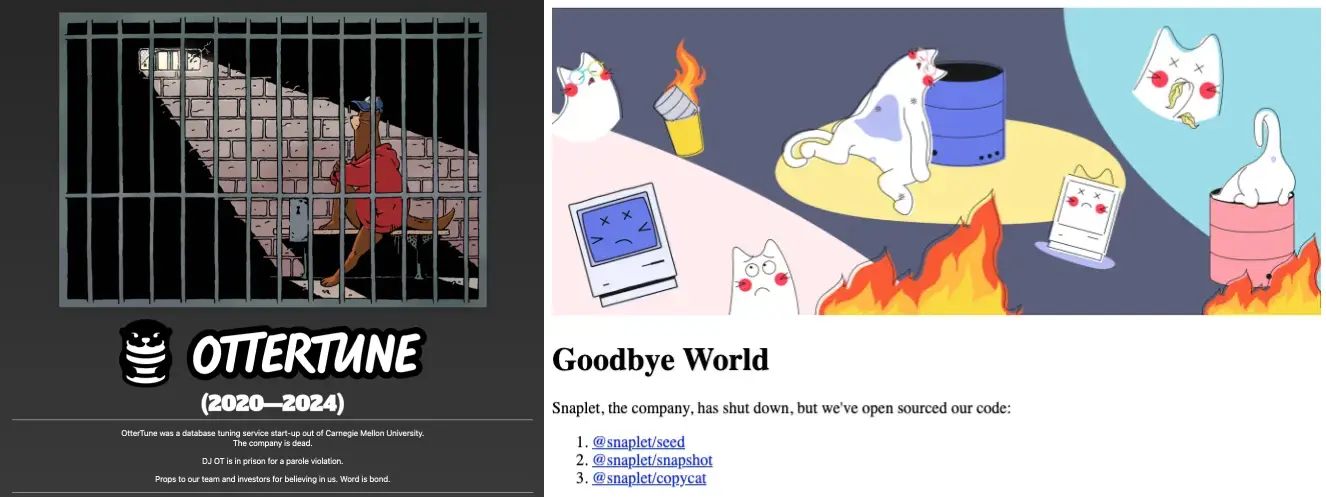 OTTERTUNE
(2020—2024)
OtterTune was a database tuning service start-up out of Carnegie Mellon University.
The company is dead.
DJ OT is in prison for a parole violation.
Props to our team and investors for believing in us. Word is bond.
Goodbye World
Snaplet, the company, has shut down, but we've open sourced our code:
1. @snaplet/seed
2. @snaplet/snapshot
3. @snaplet/copycat